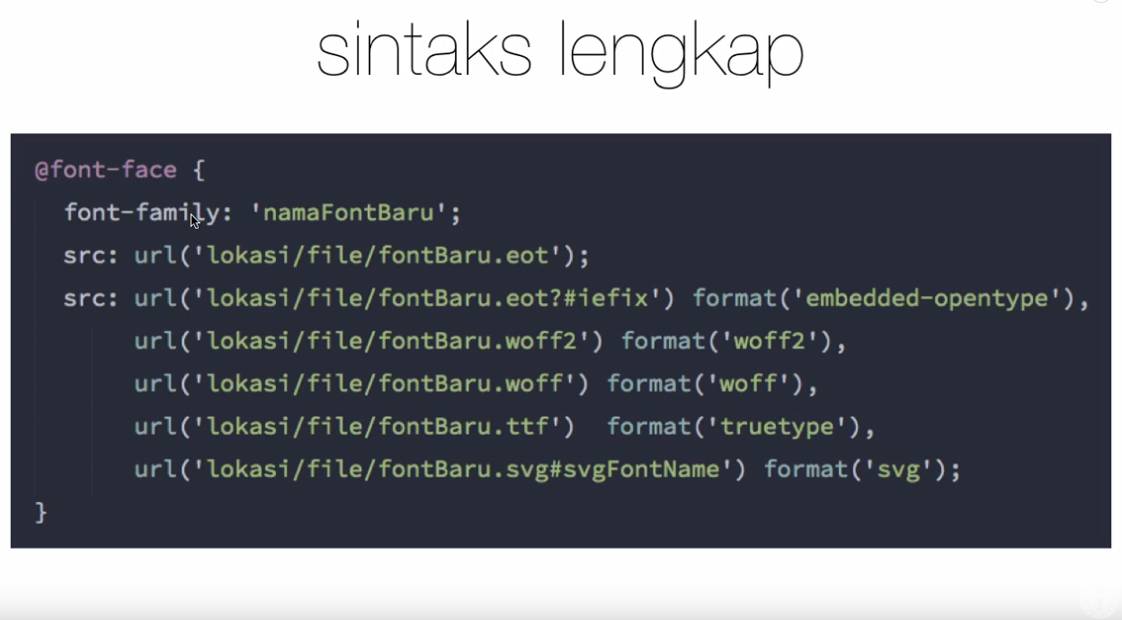 sintaks lengkap
@font-face {
font-family: 'namaFontBaru';
src: url('lokasi/file/fontBaru.eot');
src: url('lokasi/file/fontBaru.eot?#iefix') format('embedded-opentype'),
url('lokasi/file/fontBaru.woff2') format('woff2'),
url('lokasi/file/fontBaru.woff') format('woff'),
url('lokasi/file/fontBaru.ttf')  format('truetype'),
url('lokasi/file/fontBaru.svg#svgFontName') format('svg');
}